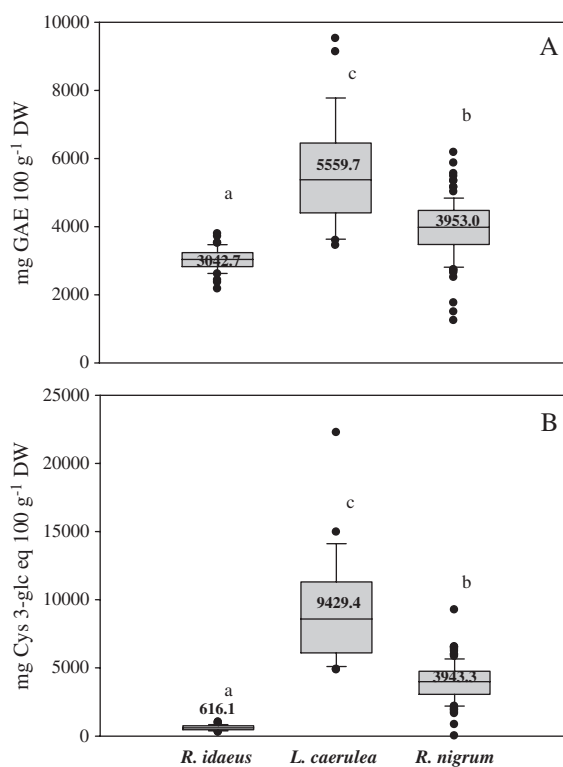 A
mg GAE 100 g⁻¹ DW
10000
8000
6000
4000
2000
0
a
3042.7
c
5559.7
b
3953.0
B
mg Cys 3-glc eq 100 g⁻¹ DW
25000
20000
15000
10000
5000
0
a
616.1
c
9429.4
b
3943.3
R. idaeus L. caerulea R. nigrum